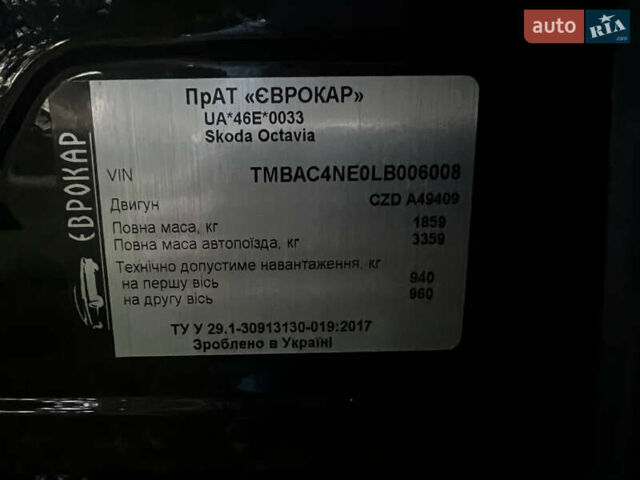 auto RIA.com
ПрАТ «ЄВРОКАР»
UA*46E*0033
Skoda Octavia
VIN TMBAC4NE0LB006008
Двигун CZD A49409
Повна маса, кг 1859
Повна маса автопоїзда, кг 3359
Технічно допустиме навантаження, кг
на першу вісь 940
на другу вісь 960
ТУ У 29.1-30913130-019:2017
Зроблено в Україні
ЄВРОКАР